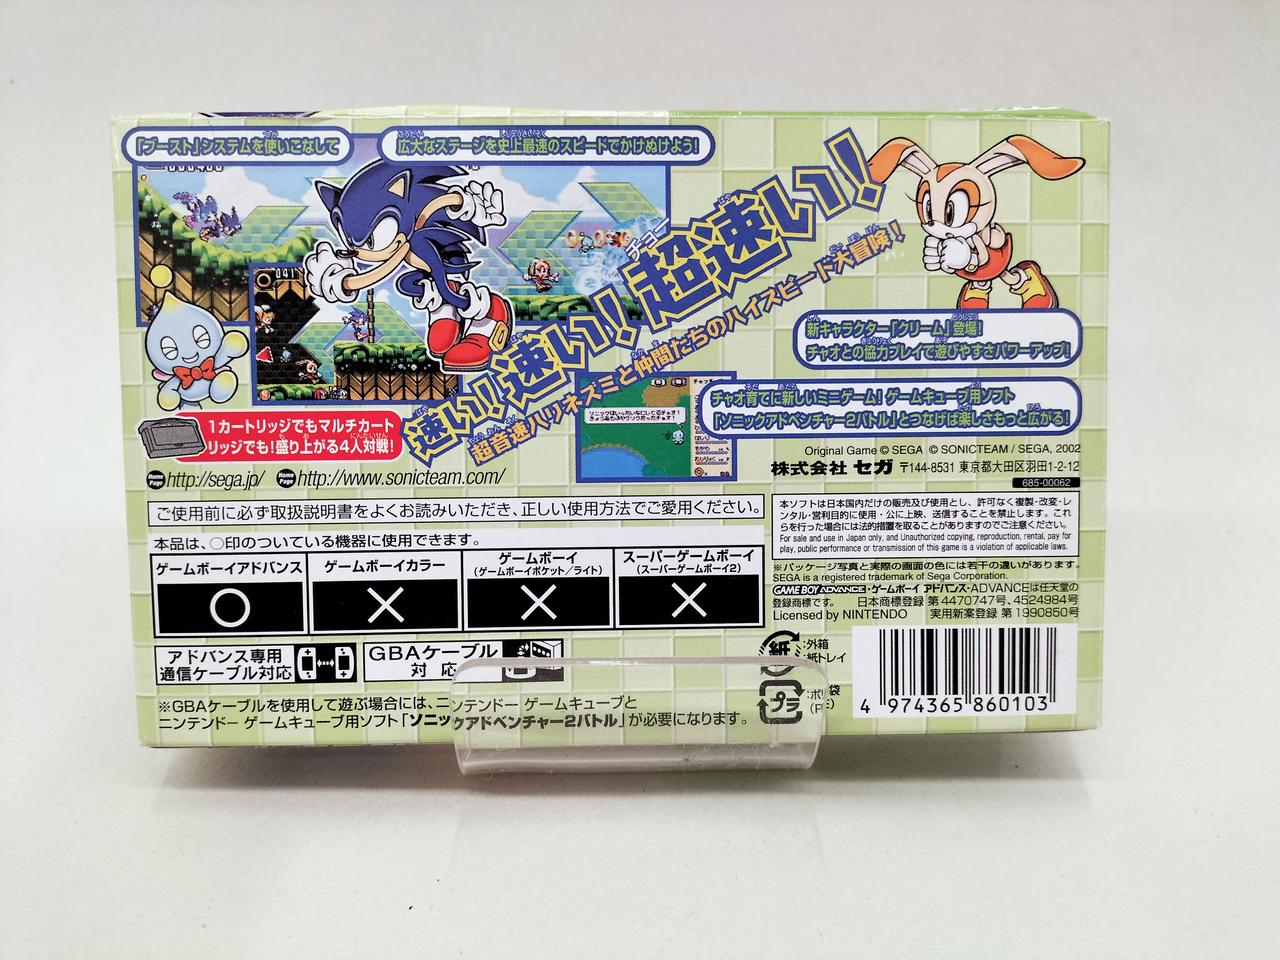 「ブースト」システムを使いこなして
広大なステージを史上最速のスピードでかけぬけよう!
速い!速い!超速い!
超音速ハリネズミと仲間たちのハイスピード大冒険!
新キャラクター「クリーム」登場!
チャオとの協力プレイで遊びやすさパワーアップ!
チャオ育てに新しいミニゲーム!ゲームキューブ用ソフト
「ソニックアドベンチャー2バトル」とつなげば楽しさもっと広がる!
1カートリッジでもマルチカート
リッジでも!盛り上がる4人対戦!
Home Page http://sega.jp/ Home Page http://www.sonicteam.com/
Original Game © SEGA © SONICTEAM / SEGA, 2002
株式会社 セガ 〒144-8531 東京都大田区羽田1-2-12
685-00062
ご使用前に必ず取扱説明書をよくお読みいただき、正しい使用方法でご愛用ください。
本品は、○印のついている機器に使用できます。
ゲームボーイアドバンス
ゲームボーイカラー
ゲームボーイ
(ゲームボーイポケット/ライト)
スーパーゲームボーイ
(スーパーゲームボーイ2)
○ × × ×
アドバンス専用
通信ケーブル対応
GBAケーブル
対応
※GBAケーブルを使用して遊ぶ場合には、ニンテンドー ゲームキューブと
ニンテンドー ゲームキューブ用ソフト「ソニックアドベンチャー2バトル」が必要になります。
本ソフトは日本国内だけの販売及び使用とし、許可なく複製・改変・レ
ンタル・営利目的に使用・公に上映、送信することを禁止します。これ
らを行った場合には法的措置を取ることがありますのでご注意ください。
For sale and use in Japan only, and Unauthorized copying, reproduction, rental, pay for
play, public performance or transmission of this game is a violation of applicable laws.
※パッケージ写真と実際の画面の色には若干の違いがあります。
SEGA is a registered trademark of Sega Corporation.
GAME BOY ADVANCE・ゲームボーイ アドバンス・ADVANCEは任天堂の
登録商標です。 日本商標登録 第4470747号、4524984号
Licensed by NINTENDO 実用新案登録 第1990850号
紙 :外箱
紙トレイ
プラ :ポリ袋
(PE)
4 974365 860103